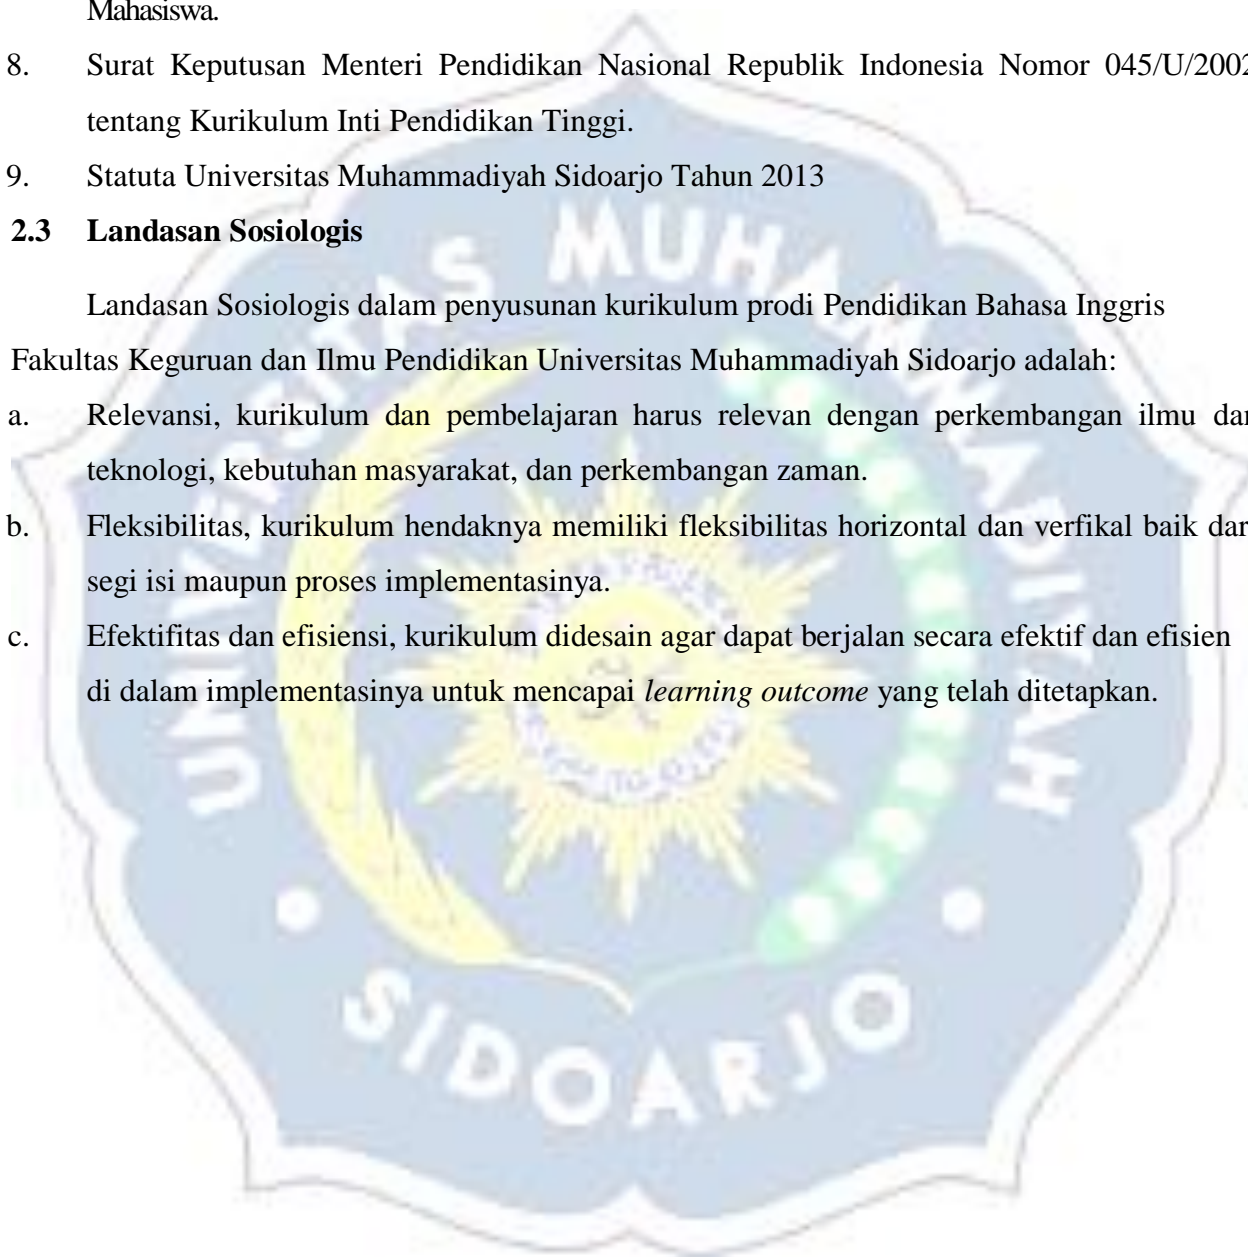 Mahasiswa.
8. Surat Keputusan Menteri Pendidikan Nasional Republik Indonesia Nomor 045/U/2002
tentang Kurikulum Inti Pendidikan Tinggi.
9. Statuta Universitas Muhammadiyah Sidoarjo Tahun 2013
2.3 Landasan Sosiologis
Landasan Sosiologis dalam penyusunan kurikulum prodi Pendidikan Bahasa Inggris
Fakultas Keguruan dan Ilmu Pendidikan Universitas Muhammadiyah Sidoarjo adalah:
a. Relevansi, kurikulum dan pembelajaran harus relevan dengan perkembangan ilmu dan
teknologi, kebutuhan masyarakat, dan perkembangan zaman.
b. Fleksibilitas, kurikulum hendaknya memiliki fleksibilitas horizontal dan verfikal baik dar
segi isi maupun proses implementasinya.
c. Efektifitas dan efisiensi, kurikulum didesain agar dapat berjalan secara efektif dan efisien
di dalam implementasinya untuk mencapai learning outcome yang telah ditetapkan.
UNIVERSITAS MUHAMMADIYAH
SIDOARJO